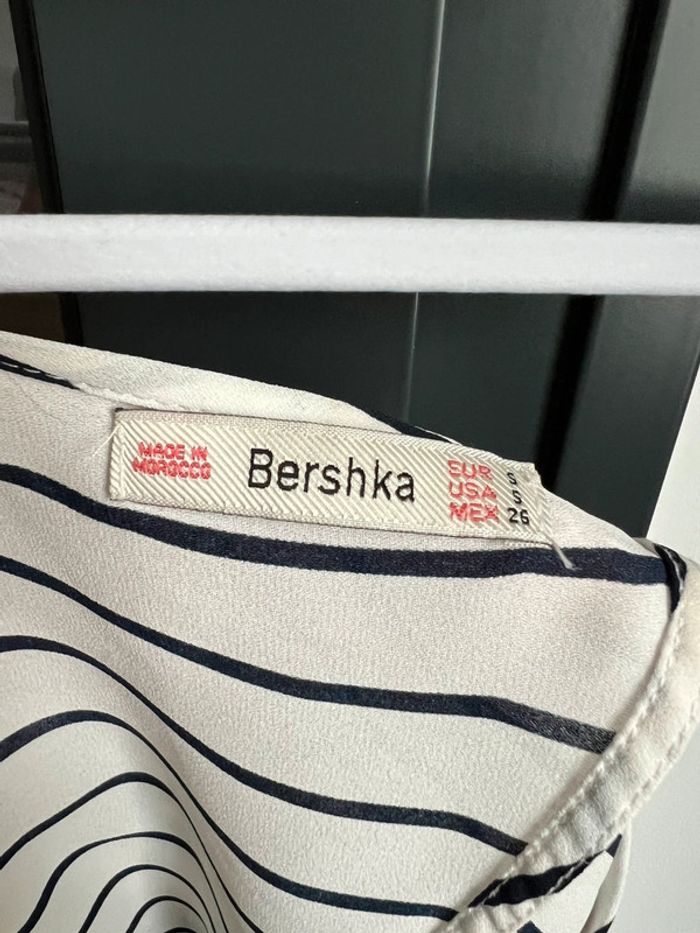 MADE IN
MOROCCO
Bershka
EUR S
USA S
MEX 26